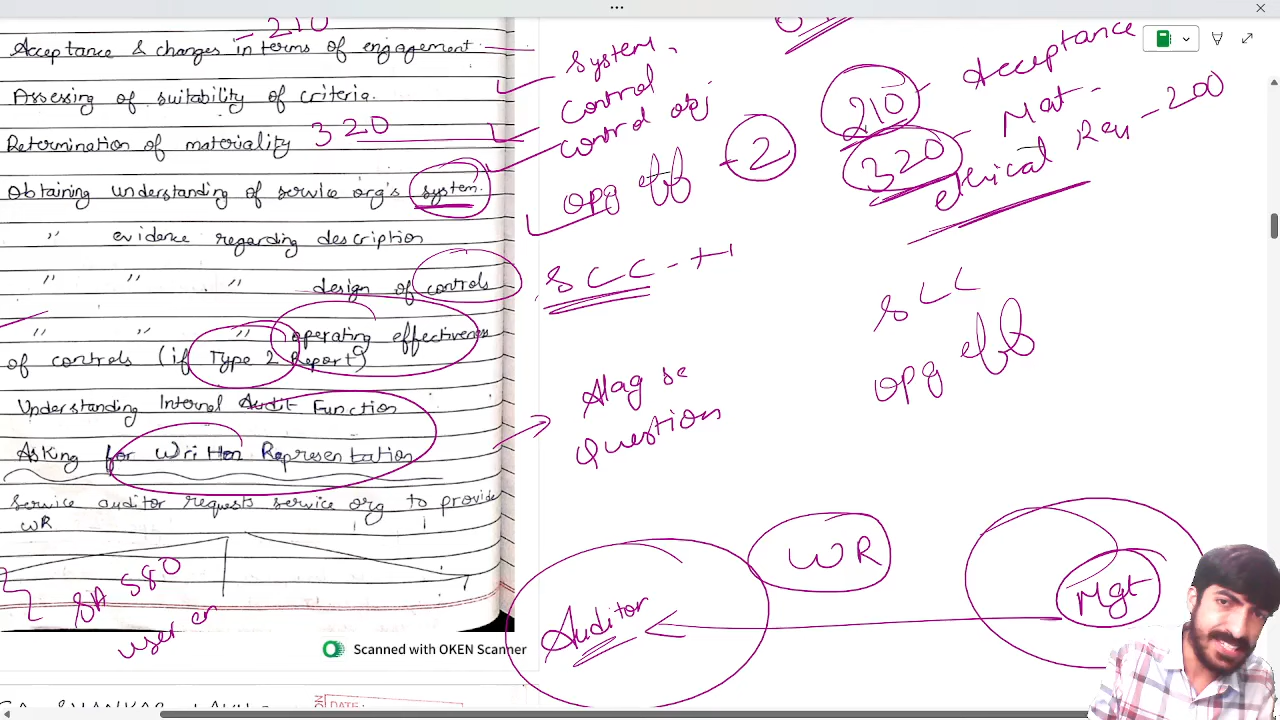 - 210
Acceptance & changes in terms of engagement
Assessing of suitability of criteria.
Determination of materiality 320
Obtaining understanding of service org's system.
" evidence regarding description
" " " design of controls
" " " operating effectiveness
of controls (if Type 2 Report)
Understanding Internal Audit Function
Asking for Written Representation
Service auditor requests service org to provide
WR
SA 580
user
System,
Control
Control obj
opg eff - 2
SCC - H
Alag se
Question
210 - Acceptance
320 - Mat -
ethical Req - 200
SCC
opg eff
WR
Auditor
Mgt
Scanned with OKEN Scanner
DATE: